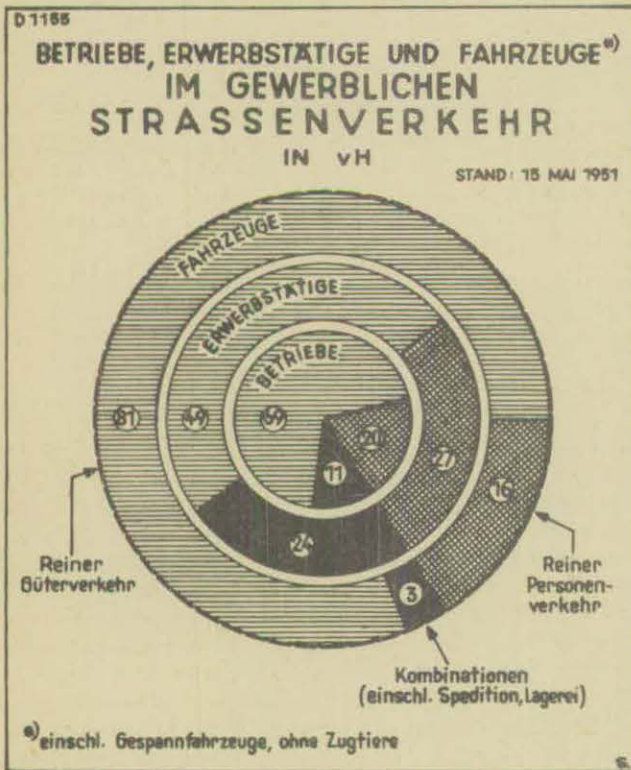 D 1155
BETRIEBE, ERWERBSTÄTIGE UND FAHRZEUGE*)
IM GEWERBLICHEN
STRASSENVERKEHR
IN vH
STAND: 15 MAI 1951
FAHRZEUGE
ERWERBSTÄTIGE
BETRIEBE
81 49 69 20 27
11
16
24
3
Reiner
Güterverkehr
Reiner
Personen-
verkehr
Kombinationen
(einschl. Spedition, Lagerei)
*) einschl. Gespannfahrzeuge, ohne Zugtiere